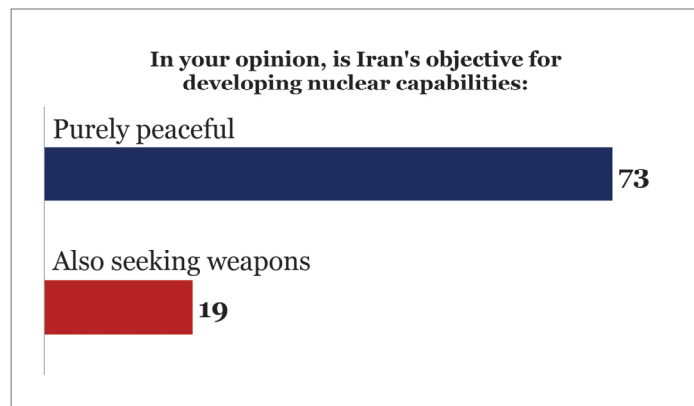 In your opinion, is Iran's objective for
developing nuclear capabilities:
Purely peaceful
73
Also seeking weapons
19